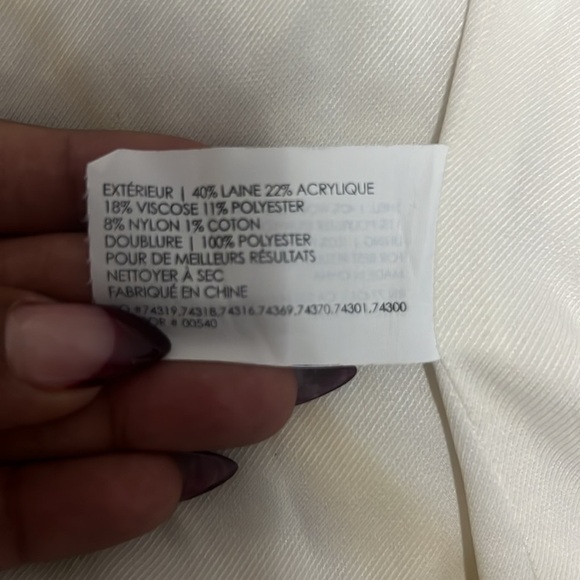 EXTÉRIEUR | 40% LAINE 22% ACRYLIQUE
18% VISCOSE 11% POLYESTER
8% NYLON 1% COTON
DOUBLURE | 100% POLYESTER
POUR DE MEILLEURS RÉSULTATS
NETTOYER À SEC
FABRIQUÉ EN CHINE
#74319,74318,74316,74369,74370,74301,74300
# 00540